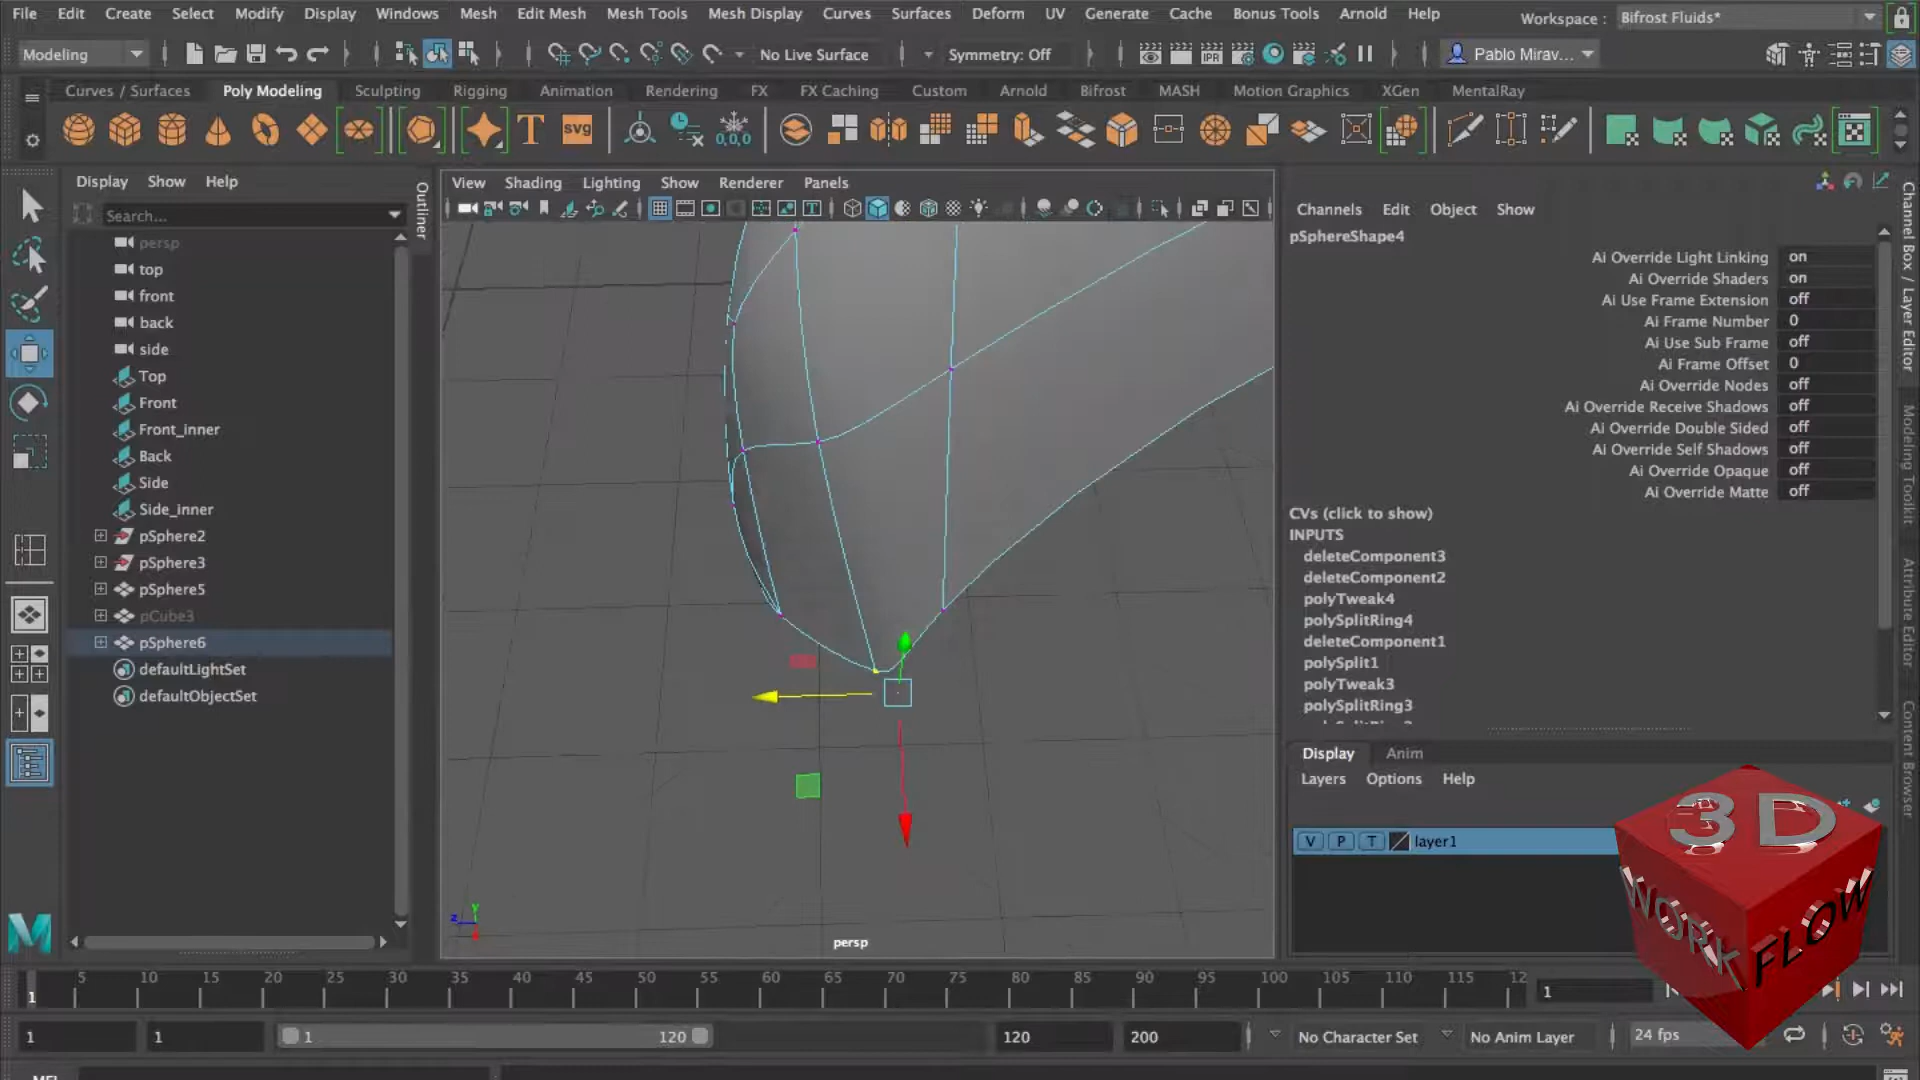 File Edit Create Select Modify Display Windows Mesh Edit Mesh Mesh Tools Mesh Display Curves Surfaces Deform UV Generate Cache Bonus Tools Arnold Help Workspace : Bifrost Fluids*
Modeling No Live Surface Symmetry: Off IPR Pablo Mirav...
Curves / Surfaces Poly Modeling Sculpting Rigging Animation Rendering FX FX Caching Custom Arnold Bifrost MASH Motion Graphics XGen MentalRay
T SVG 0,0,0
Display Show Help
Search...
persp
top
front
back
side
Top
Front
Front_inner
Back
Side
Side_inner
pSphere2
pSphere3
pSphere5
pCube3
pSphere6
defaultLightSet
defaultObjectSet
Outliner
View Shading Lighting Show Renderer Panels
persp
Y
Z
Channels Edit Object Show
pSphereShape4
Ai Override Light Linking on
Ai Override Shaders on
Ai Use Frame Extension off
Ai Frame Number 0
Ai Use Sub Frame off
Ai Frame Offset 0
Ai Override Nodes off
Ai Override Receive Shadows off
Ai Override Double Sided off
Ai Override Self Shadows off
Ai Override Opaque off
Ai Override Matte off
CVs (click to show)
INPUTS
deleteComponent3
deleteComponent2
polyTweak4
polySplitRing4
deleteComponent1
polySplit1
polyTweak3
polySplitRing3
Display Anim
Layers Options Help
V P T layer1
Channel Box / Layer Editor
Modeling Toolkit
Attribute Editor
Content Browser
3D
WORK
FLOW
1 5 10 15 20 25 30 35 40 45 50 55 60 65 70 75 80 85 90 95 100 105 110 115 12 1
1 1 1 120 120 200 No Character Set No Anim Layer 24 fps
MEL